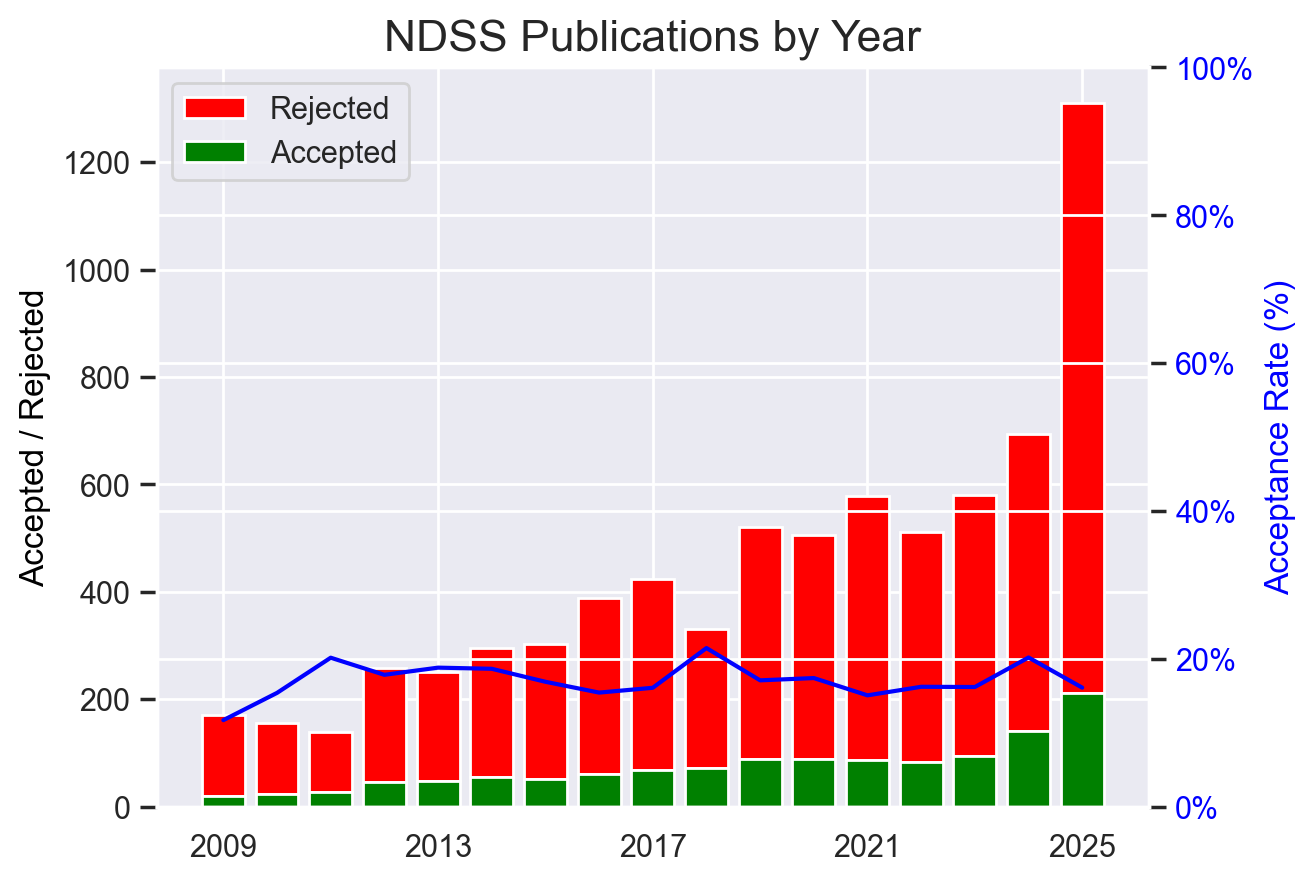 NDSS Publications by Year
Rejected
Accepted
Accepted / Rejected
1200
1000
800
600
400
200
0
100%
80%
60%
40%
20%
0%
Acceptance Rate (%)
2009 2013 2017 2021 2025